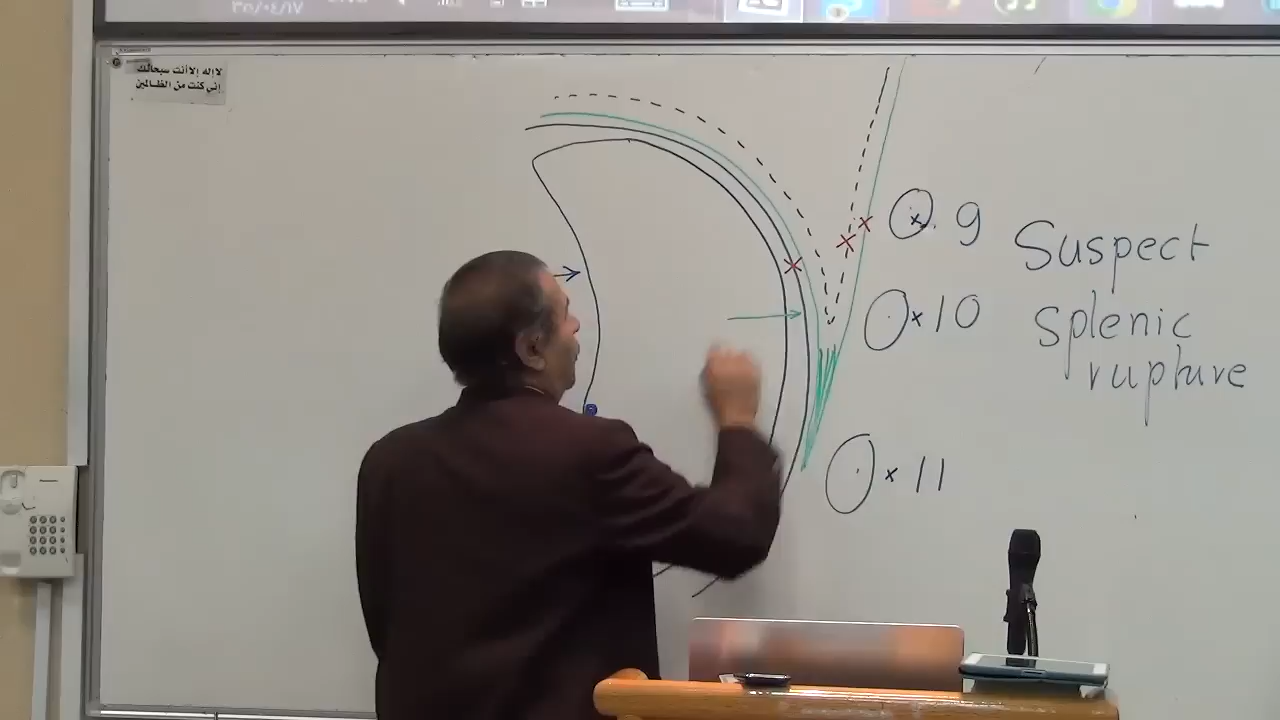 لا إله إلا أنت سبحانك
إني كنت من الظالمين
9
10
11
Suspect
splenic
rupture